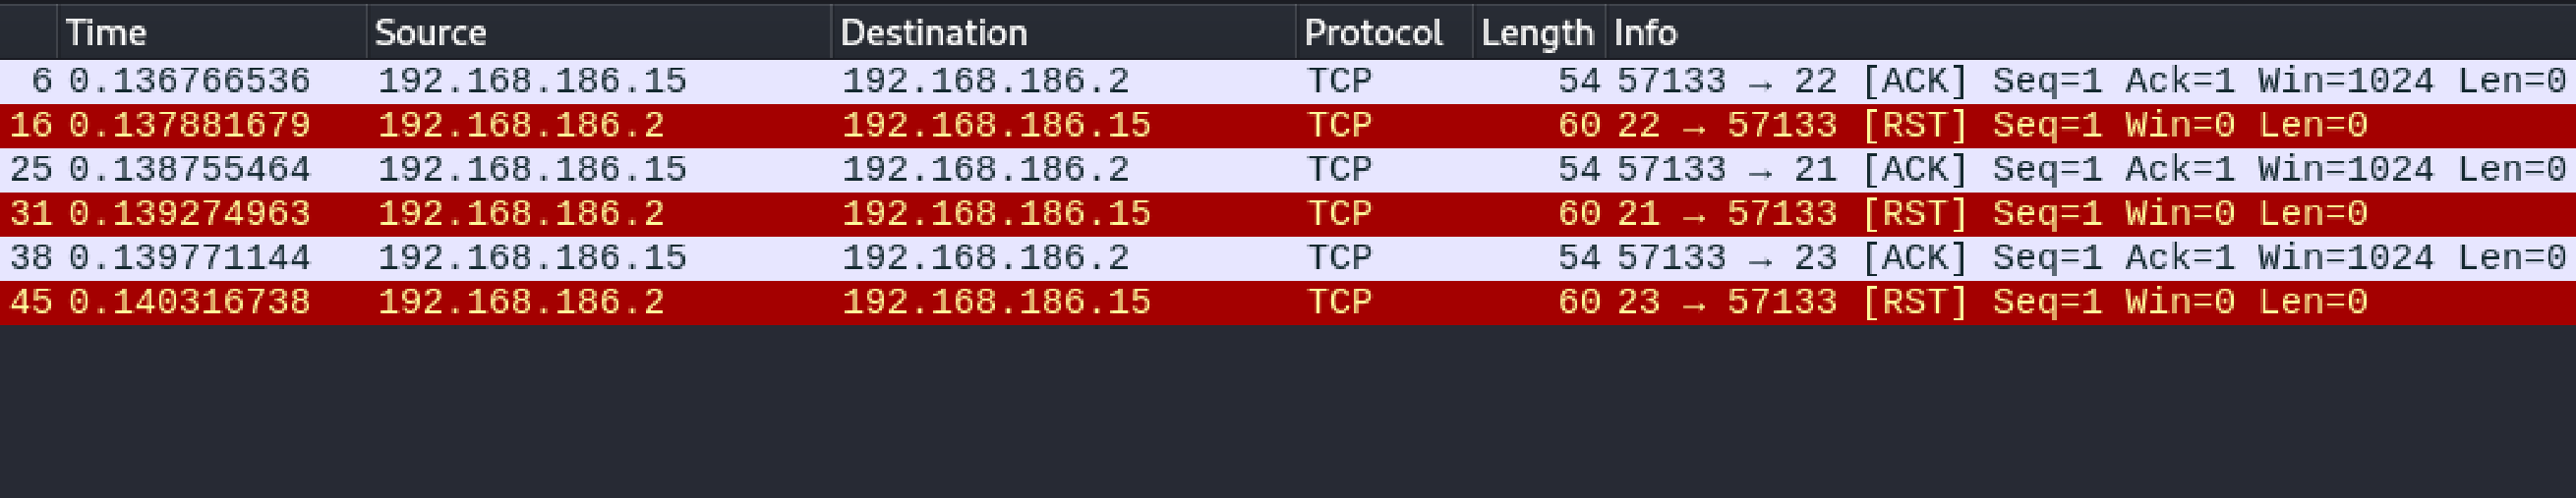 Time Source Destination Protocol Length Info
6 0.136766536 192.168.186.15 192.168.186.2 TCP 54 57133 → 22 [ACK] Seq=1 Ack=1 Win=1024 Len=0
16 0.137881679 192.168.186.2 192.168.186.15 TCP 60 22 → 57133 [RST] Seq=1 Win=0 Len=0
25 0.138755464 192.168.186.15 192.168.186.2 TCP 54 57133 → 21 [ACK] Seq=1 Ack=1 Win=1024 Len=0
31 0.139274963 192.168.186.2 192.168.186.15 TCP 60 21 → 57133 [RST] Seq=1 Win=0 Len=0
38 0.139771144 192.168.186.15 192.168.186.2 TCP 54 57133 → 23 [ACK] Seq=1 Ack=1 Win=1024 Len=0
45 0.140316738 192.168.186.2 192.168.186.15 TCP 60 23 → 57133 [RST] Seq=1 Win=0 Len=0